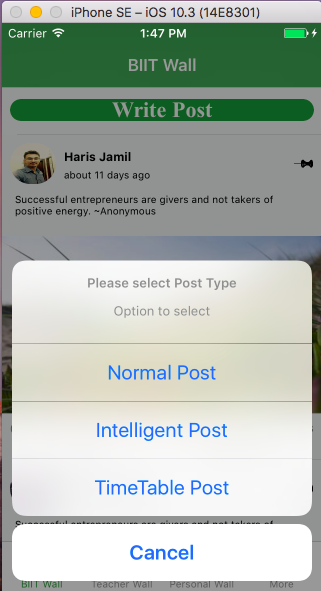 iPhone SE – iOS 10.3 (14E8301)
Carrier 1:47 PM
BIIT Wall
Write Post
Haris Jamil
about 11 days ago
Successful entrepreneurs are givers and not takers of
positive energy. ~Anonymous
Please select Post Type
Option to select
Normal Post
Intelligent Post
TimeTable Post
Successful entrepreneurs are givers and not takers of
Cancel
BIIT Wall Teacher Wall Personal Wall More